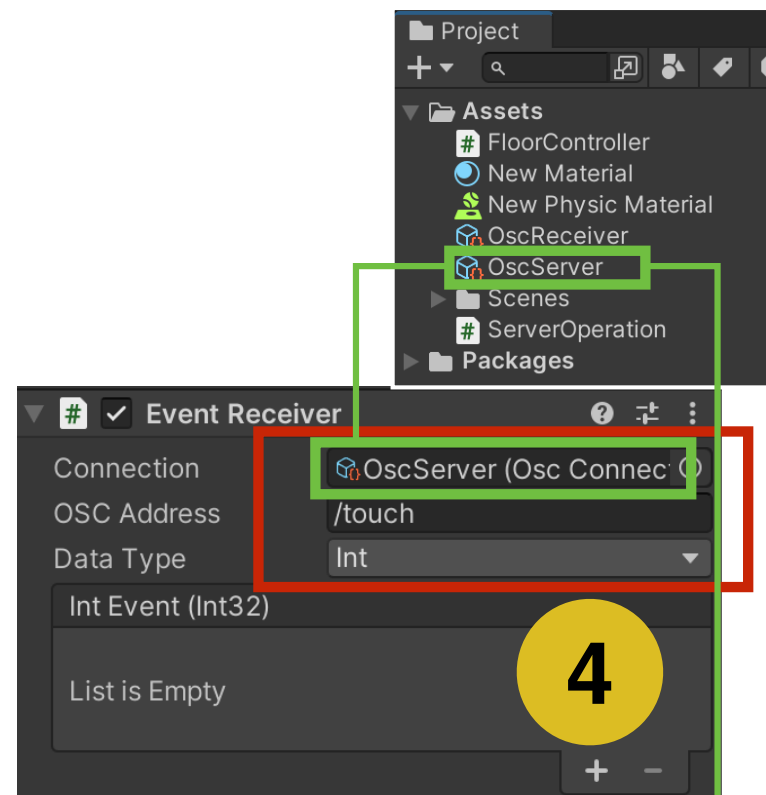 Project
Assets
FloorController
New Material
New Physic Material
OscReceiver
OscServer
Scenes
ServerOperation
Packages
Event Receiver
Connection
OscServer (Osc Connec
OSC Address
/touch
Data Type
Int
Int Event (Int32)
List is Empty
4